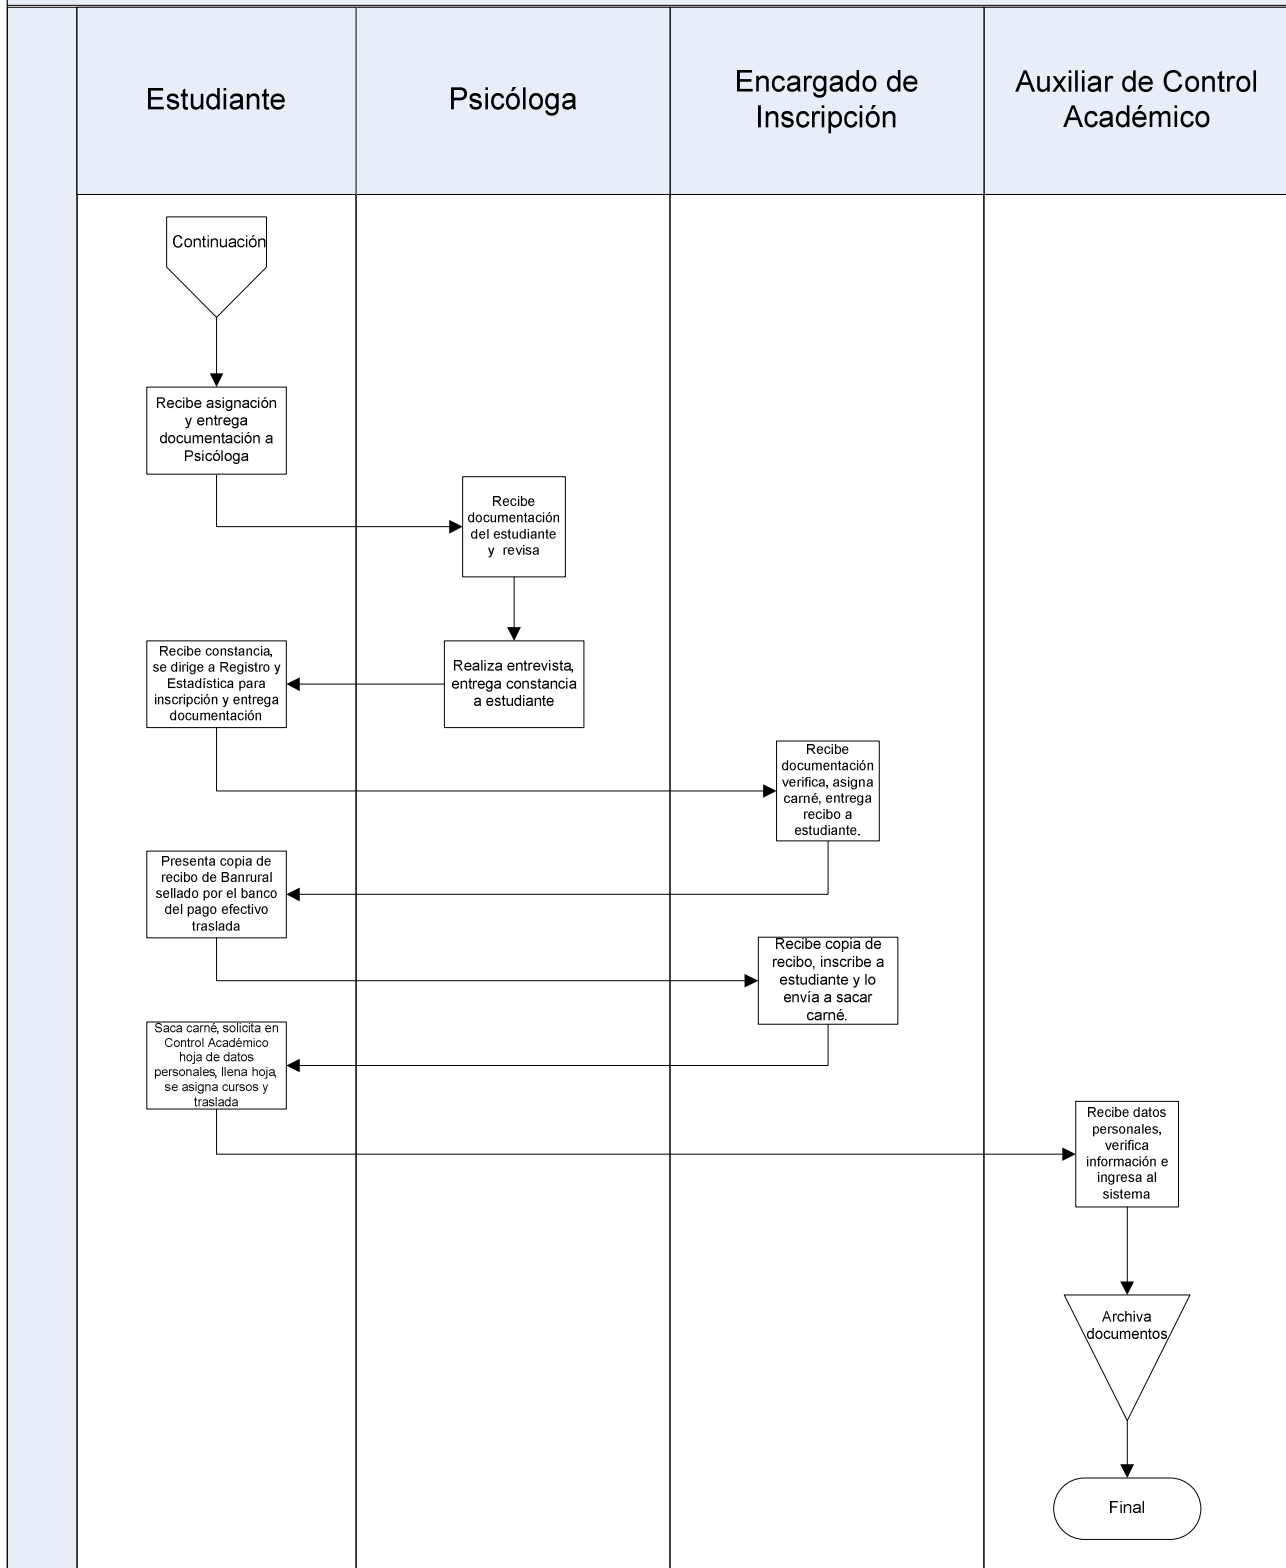 Estudiante
Psicóloga
Encargado de
Inscripción
Auxiliar de Control
Académico
Continuación
Recibe asignación
y entrega
documentación a
Psicóloga
Recibe
documentación
del estudiante
y revisa
Realiza entrevista,
entrega constancia
a estudiante
Recibe constancia,
se dirige a Registro y
Estadística para
inscripción y entrega
documentación
Recibe
documentación
verifica, asigna
carné, entrega
recibo a
estudiante.
Presenta copia de
recibo de Banrural
sellado por el banco
del pago efectivo
traslada
Recibe copia de
recibo, inscribe a
estudiante y lo
envía a sacar
carné.
Saca carné, solicita en
Control Académico
hoja de datos
personales, llena hoja,
se asigna cursos y
traslada
Recibe datos
personales,
verifica
información e
ingresa al
sistema
Archiva
documentos
Final